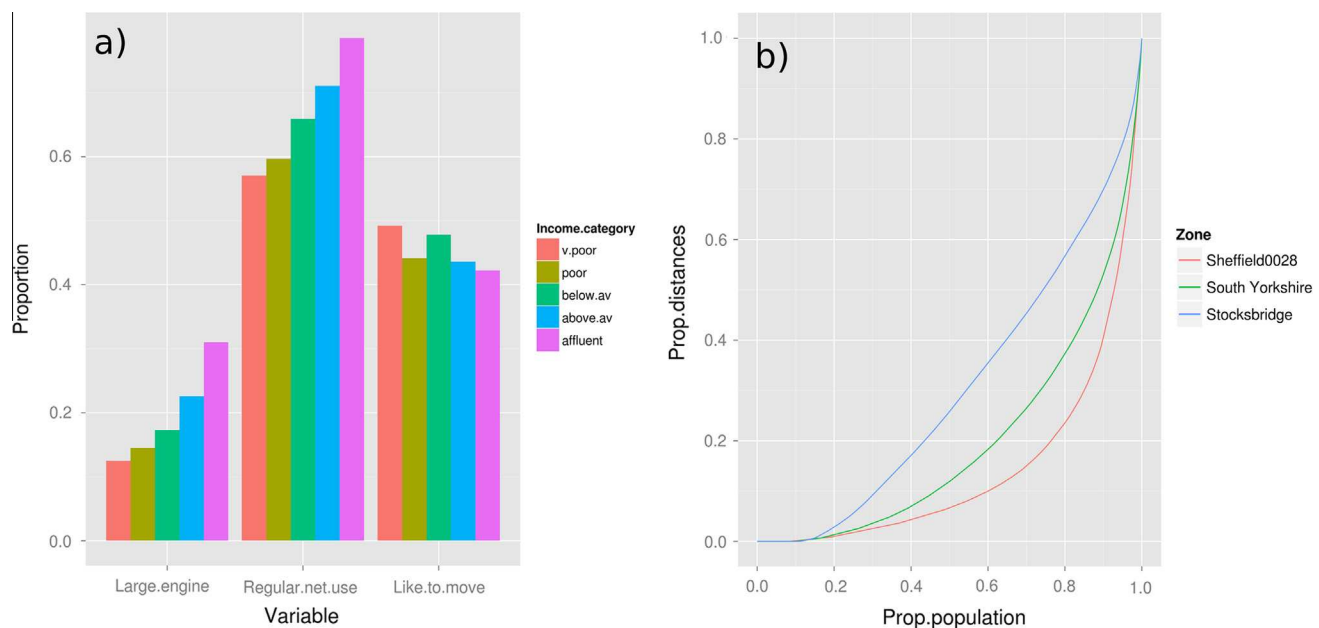 a)
Proportion
0.6
0.4
0.2
0.0
Large.engine Regular.net.use Like.to.move
Variable
Income.category
v.poor
poor
below.av
above.av
affluent
b)
Prop.distances
1.0
0.8
0.6
0.4
0.2
0.0
0.0 0.2 0.4 0.6 0.8 1.0
Prop.population
Zone
Sheffield0028
South Yorkshire
Stocksbridge